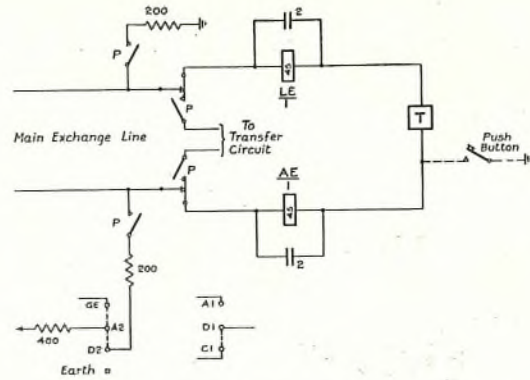 200
2
P
45
LE
1
P
T
Main Exchange Line
To
Transfer
Circuit
Push
Button
P
AE
1
P
45
2
200
GE
A1
400
A2
D1
D2
C1
Earth